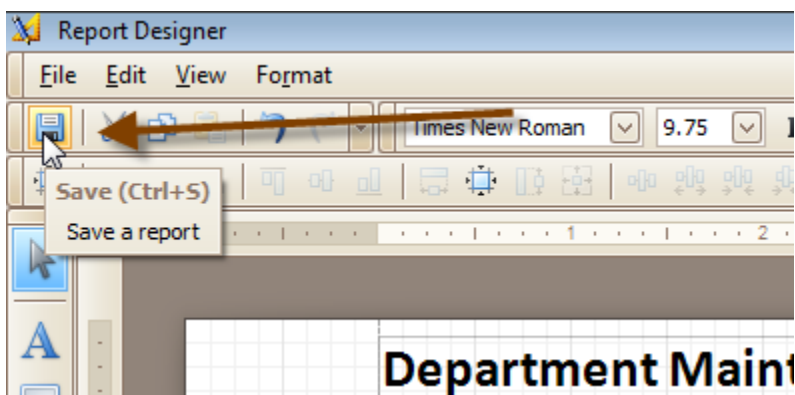 Report Designer
File Edit View Format
Times New Roman 9.75
Save (Ctrl+S)
Save a report
1 2
A
Department Maint